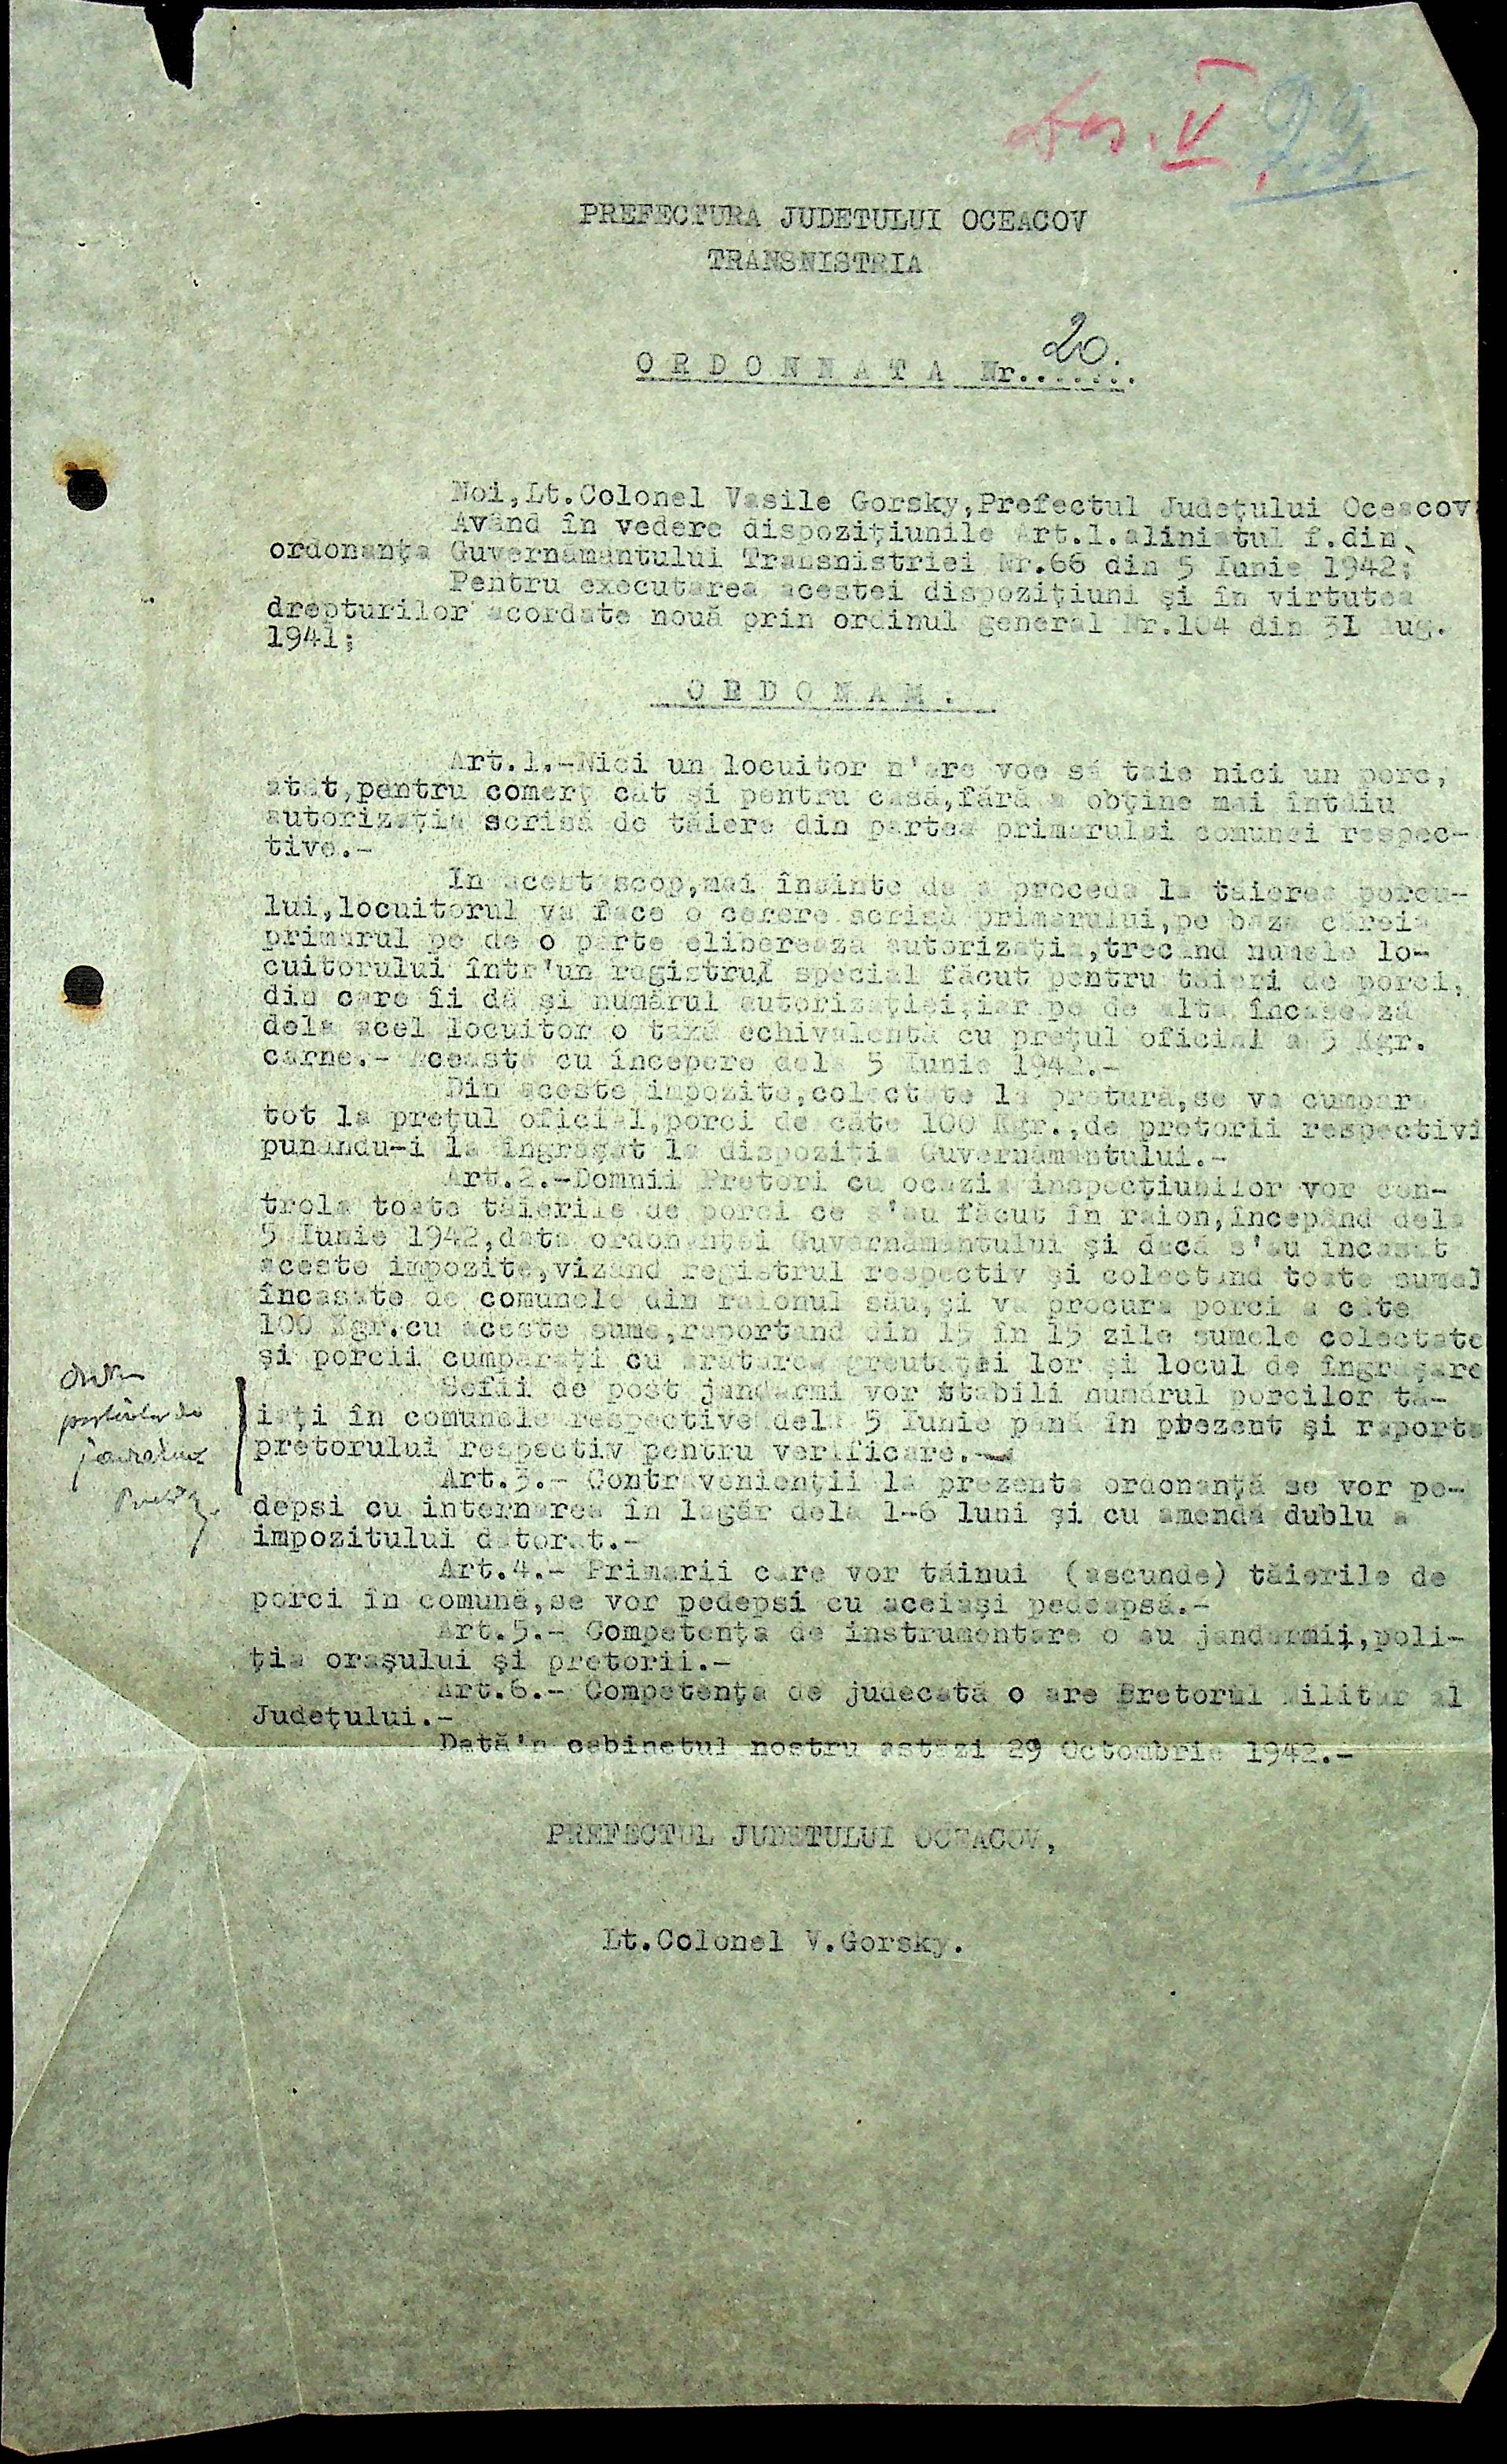 Dos. V 22
PREFECTURA JUDETULUI OCEACOV
TRANSNISTRIA
O R D O N N A T A Nr. 20.
Noi,Lt.Colonel Vasile Gorsky,Prefectul Județului Oceacov
Având în vedere dispozițiunile Art.1.aliniatul f.din
ordonanța Guvernământului Transnistriei Nr.66 din 5 Iunie 1942;
Pentru executarea acestei dispozițiuni și în virtutea
drepturilor acordate nouă prin ordinul general Nr.104 din 31 Aug.
1941;
O R D O N A M :
Art.1.-Nici un locuitor n'are voe să taie nici un porc,
atât,pentru comerț cât și pentru casă,fără a obține mai întâiu
autorizația scrisă de tăiere din partea primarului comunei respec-
tive.-
In acest scop,mai înainte de a proceda la tăierea porcu-
lui,locuitorul va face o cerere scrisă primarului,pe baza căreia
primarul pe de o parte eliberează autorizația,trecând numele lo-
cuitorului într'un registrul special făcut pentru tăieri de porci,
din care îi dă și numărul autorizației,iar pe de alta încasează
dela acel locuitor o taxă echivalentă cu prețul oficial a 5 Kgr.
carne.- Aceasta cu începere dela 5 Iunie 1942.-
Din aceste impozite,colectate la pretură,se va cumpăra
tot la prețul oficial,porci de câte 100 Kgr.,de pretorii respectivi
punându-i la îngrășat la dispoziția Guvernământului.-
Art.2.-Domnii Pretori cu ocazia inspecțiunilor vor con-
trola toate tăierile de porci ce s'au făcut în raion,începând dela
5 Iunie 1942,data ordonanței Guvernământului și dacă s'au încasat
aceste impozite,vizând registrul respectiv și colectând toate sumel
încasate de comunele din raionul său,și va procura porci a câte
100 Kgr.cu aceste sume,raportând din 15 în 15 zile sumele colectate
și porcii cumparați cu aratarea greutaței lor și locul de îngrășare
Sefii de post jandarmi vor stabili numărul porcilor tă-
iați în comunele respective dela 5 Iunie până în prezent și raporta
pretorului respectiv pentru verificare.-
Art.3.- Contravenienții la prezenta ordonanță se vor pe-
depsi cu internarea în lagăr dela 1-6 luni și cu amendă dublu a
impozitului datorat.-
Art.4.- Primarii care vor tăinui (ascunde) tăierile de
porci în comună,se vor pedepsi cu aceiași pedeapsă.-
Art.5.- Competența de instrumentare o au jandarmii,poli-
ția orașului și pretorii.-
Art.6.- Competența de judecată o are Pretorul Militar al
Județului.-
Dată'n cabinetul nostru astăzi 29 Octombrie 1942.-
PREFECTUL JUDETULUI OCEACOV,
Lt.Colonel V.Gorsky.